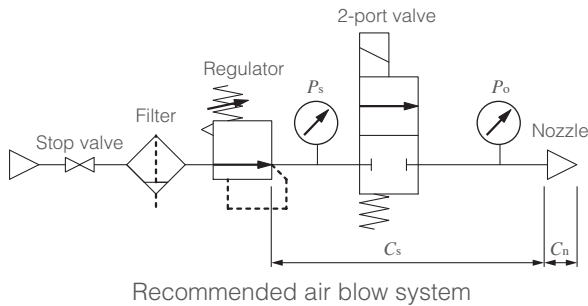 2-port valve
Regulator
Ps
Po
Filter
Stop valve
Nozzle
Cs
Cn
Recommended air blow system